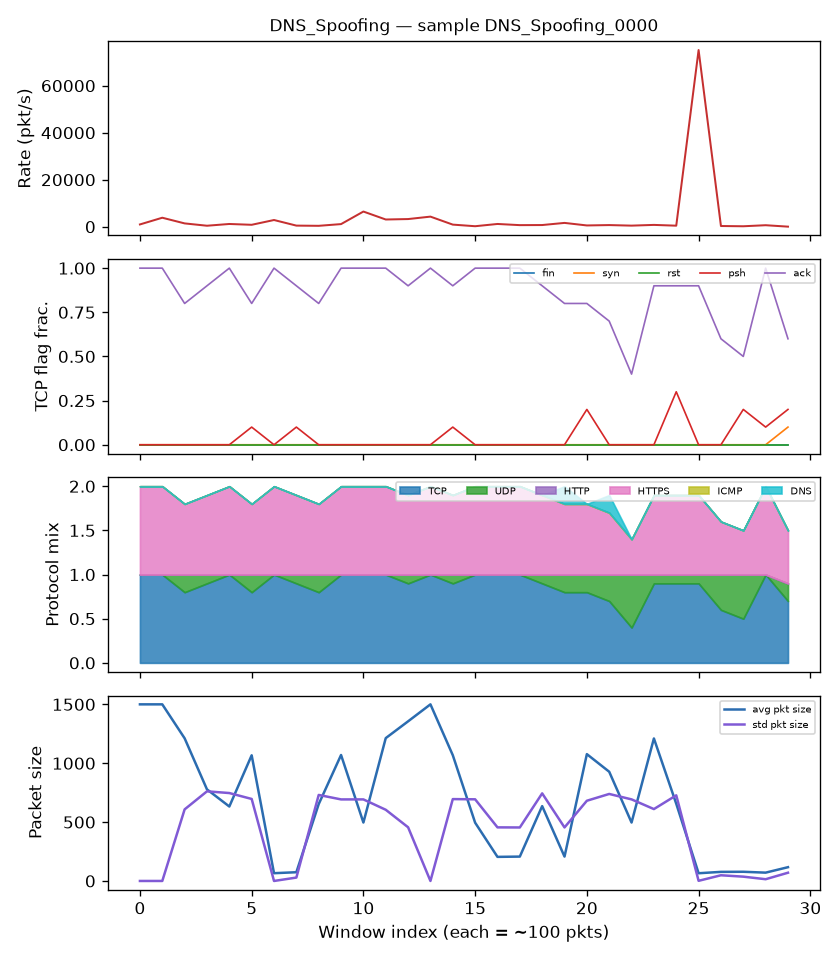 DNS_Spoofing — sample DNS_Spoofing_0000
Rate (pkt/s)
60000
40000
20000
0
TCP flag frac.
1.00
0.75
0.50
0.25
0.00
fin syn rst psh ack
Protocol mix
2.0
1.5
1.0
0.5
0.0
TCP UDP HTTP HTTPS ICMP DNS
Packet size
1500
1000
500
0
avg pkt size
std pkt size
0 5 10 15 20 25 30
Window index (each = ~100 pkts)